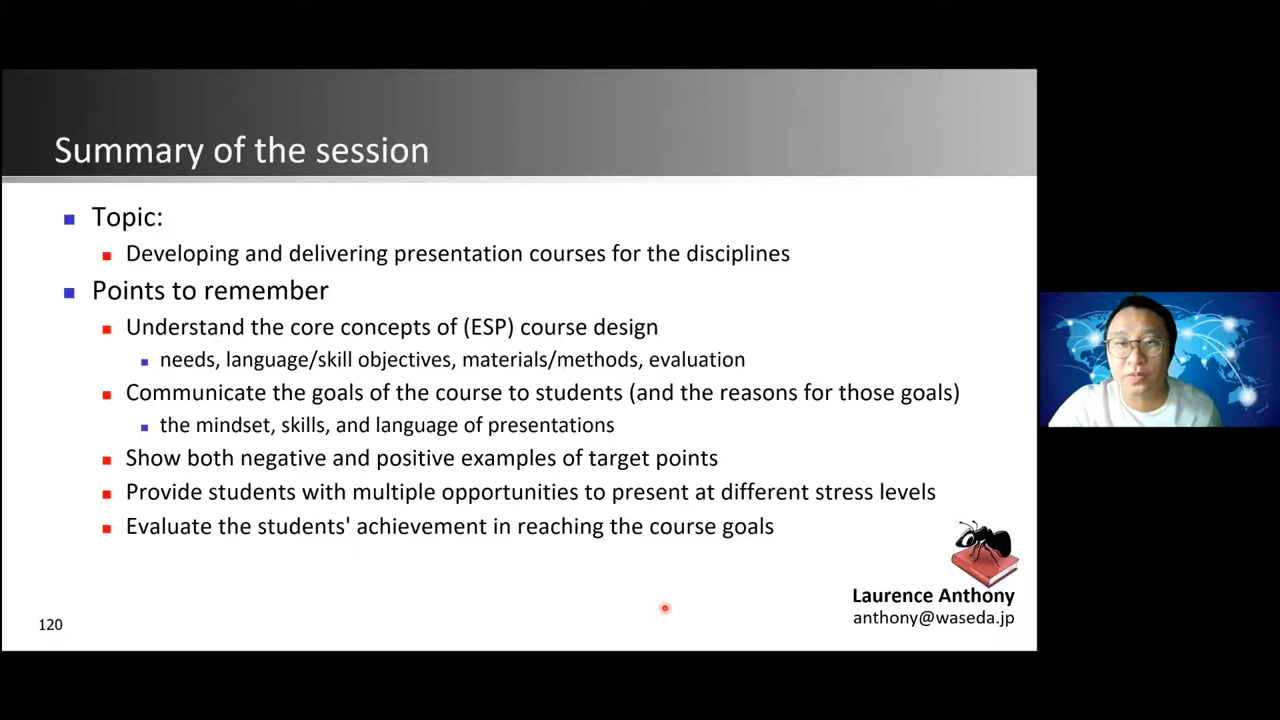 Summary of the session
Topic:
Developing and delivering presentation courses for the disciplines
Points to remember
Understand the core concepts of (ESP) course design
needs, language/skill objectives, materials/methods, evaluation
Communicate the goals of the course to students (and the reasons for those goals)
the mindset, skills, and language of presentations
Show both negative and positive examples of target points
Provide students with multiple opportunities to present at different stress levels
Evaluate the students' achievement in reaching the course goals
Laurence Anthony
anthony@waseda.jp
120